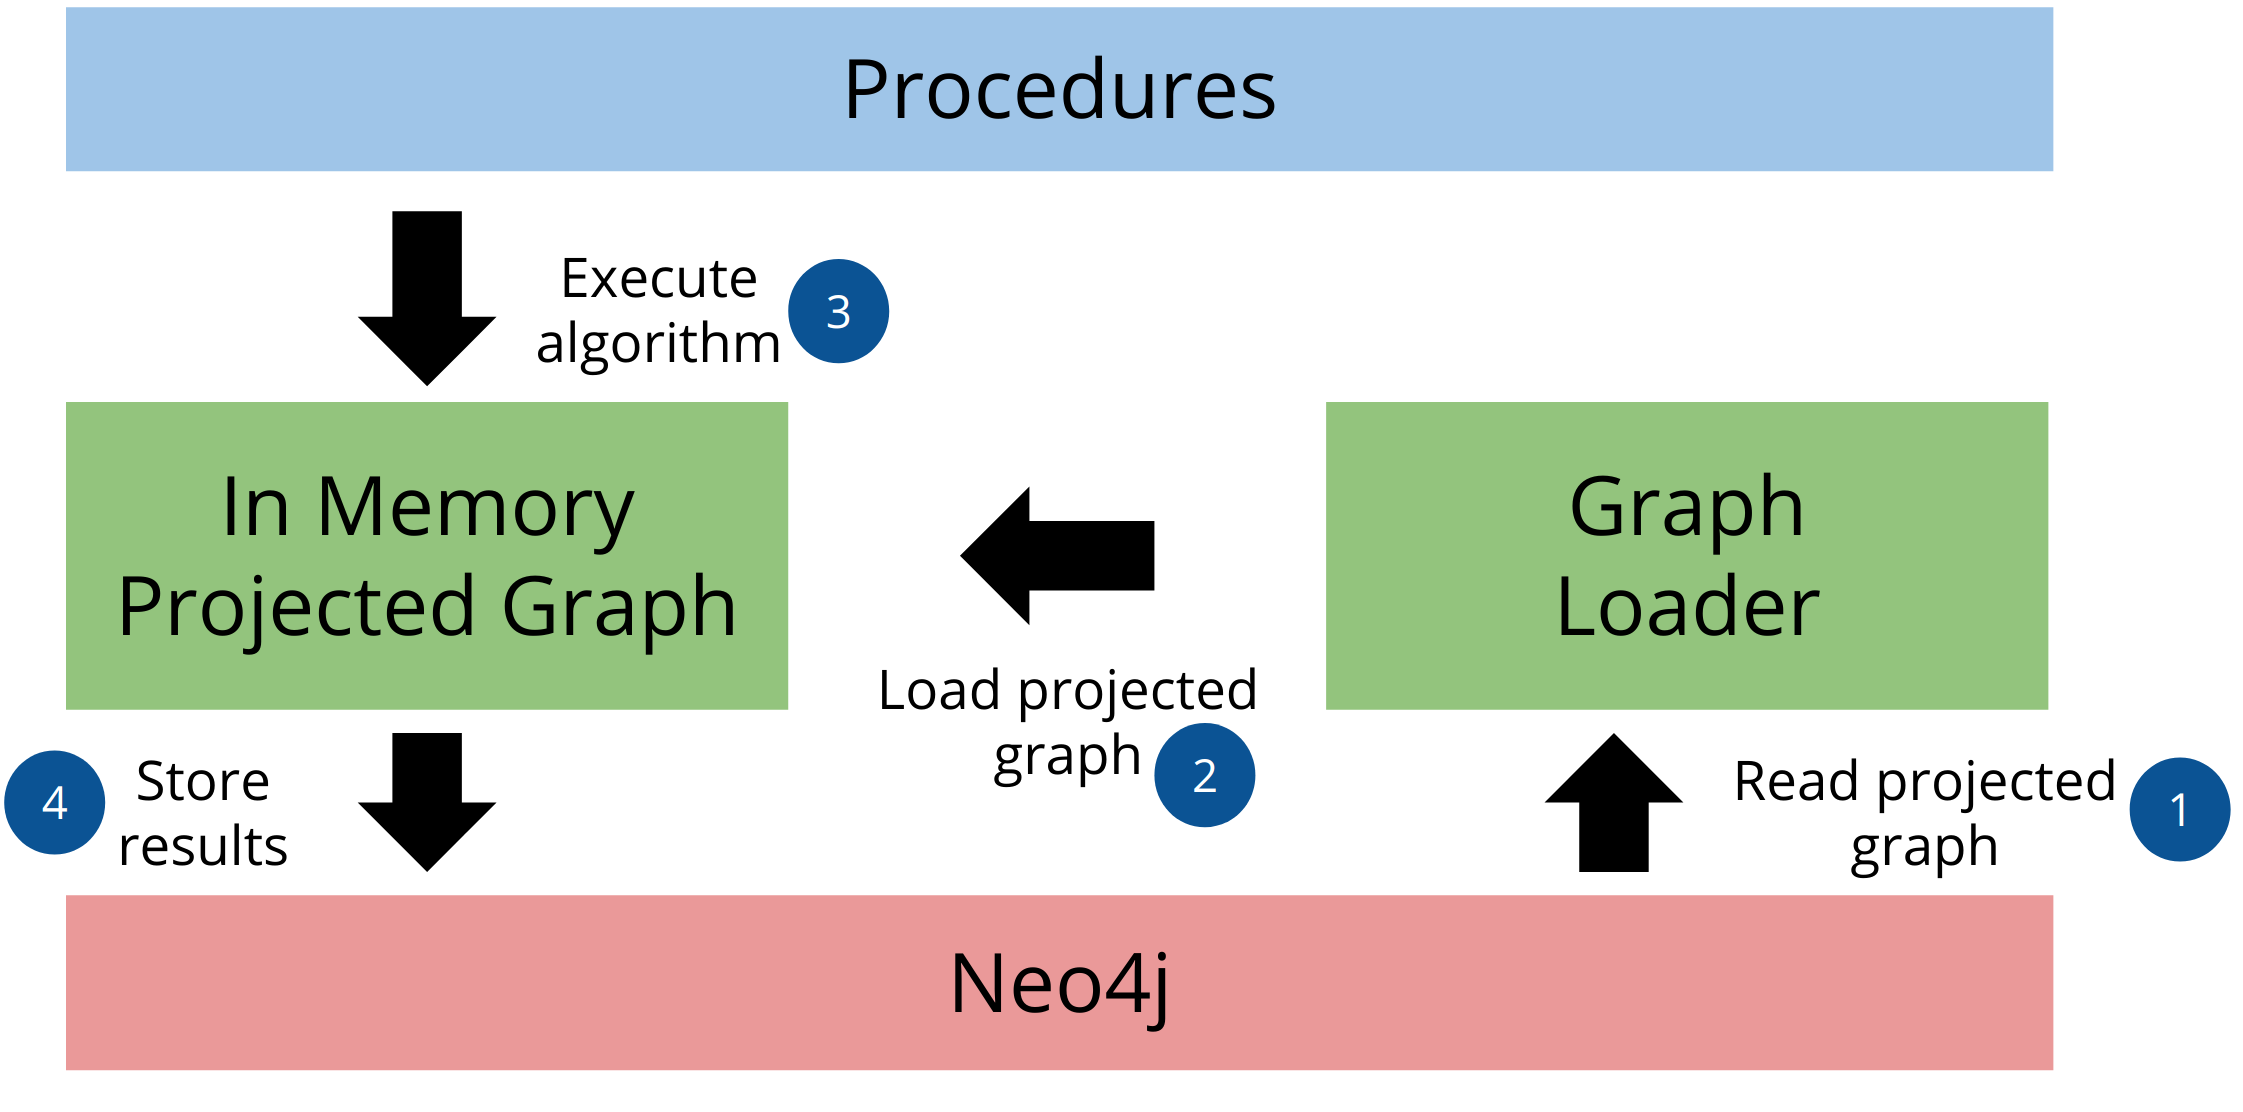 Procedures
Execute
algorithm
3
In Memory
Projected Graph
Graph
Loader
Load projected
graph
2
4
Store
results
Read projected
graph
1
Neo4j